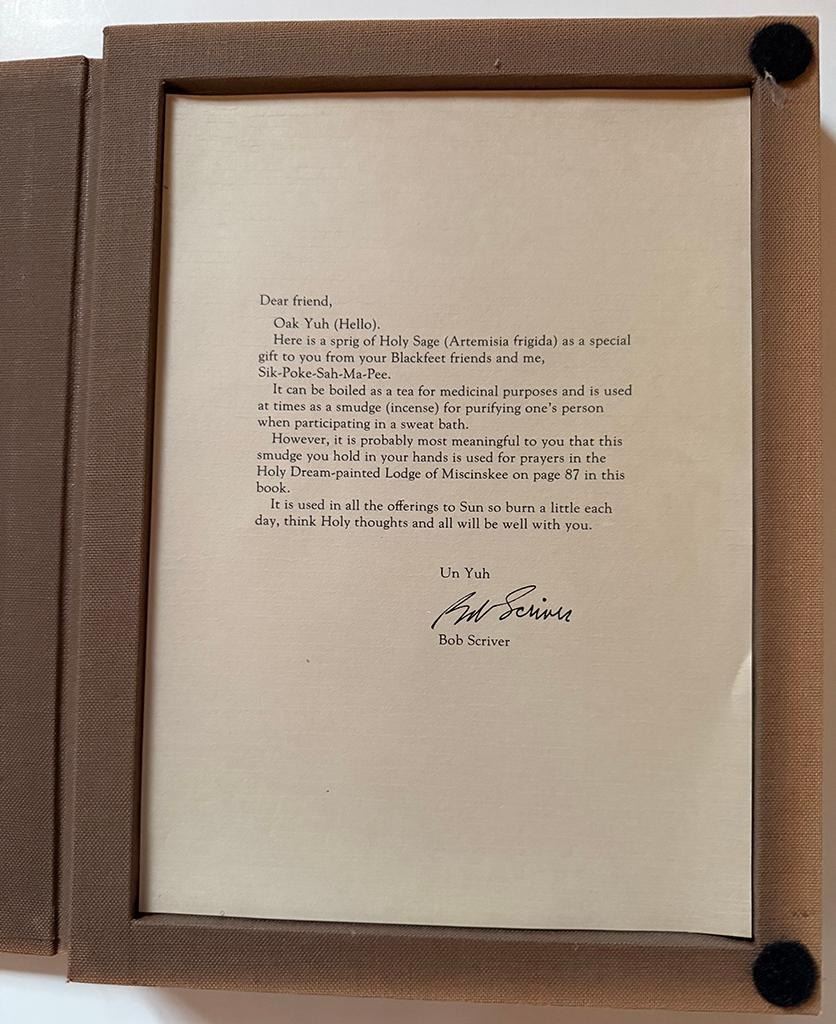 Dear friend,
Oak Yuh (Hello).
Here is a sprig of Holy Sage (Artemisia frigida) as a special
gift to you from your Blackfeet friends and me,
Sik-Poke-Sah-Ma-Pee.
It can be boiled as a tea for medicinal purposes and is used
at times as a smudge (incense) for purifying one's person
when participating in a sweat bath.
However, it is probably most meaningful to you that this
smudge you hold in your hands is used for prayers in the
Holy Dream-painted Lodge of Miscinskee on page 87 in this
book.
It is used in all the offerings to Sun so burn a little each
day, think Holy thoughts and all will be well with you.
Un Yuh
Bob Scriver
Bob Scriver